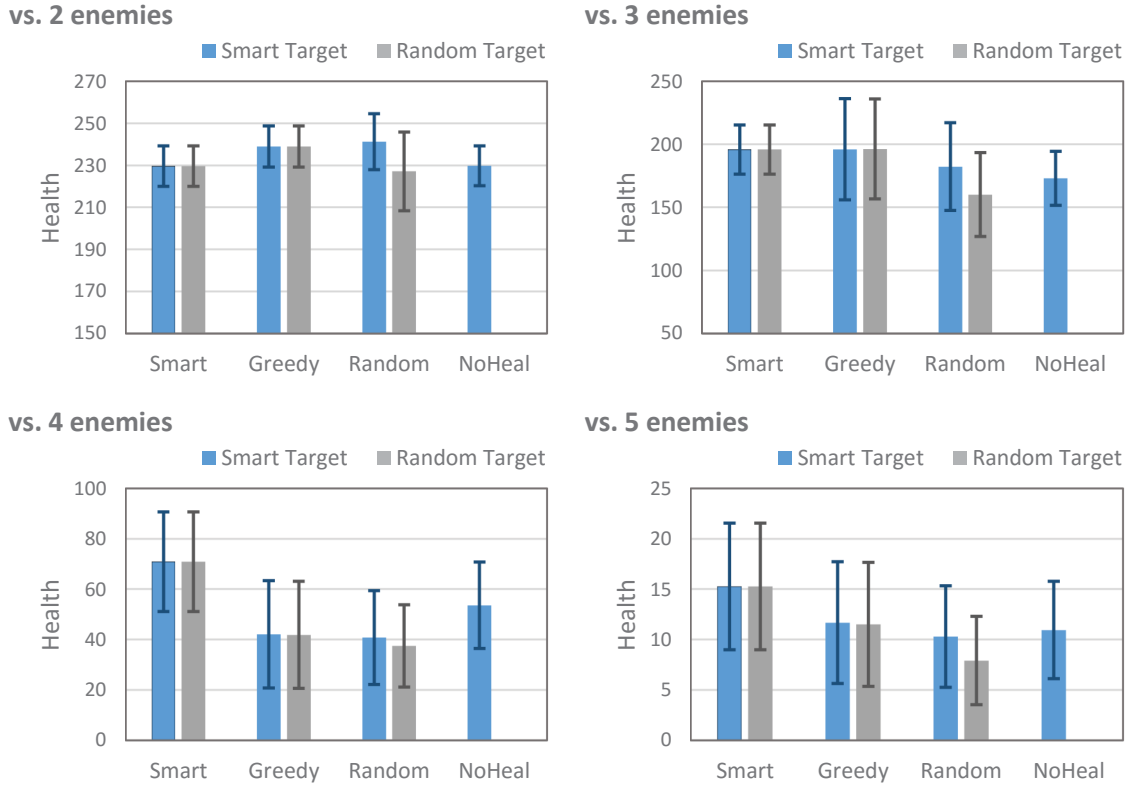 vs. 2 enemies
Smart Target Random Target
270
250
230
210
190
170
150
Health
Smart Greedy Random NoHeal
vs. 3 enemies
Smart Target Random Target
250
200
150
100
50
Health
Smart Greedy Random NoHeal
vs. 4 enemies
Smart Target Random Target
100
80
60
40
20
0
Health
Smart Greedy Random NoHeal
vs. 5 enemies
Smart Target Random Target
25
20
15
10
5
0
Health
Smart Greedy Random NoHeal